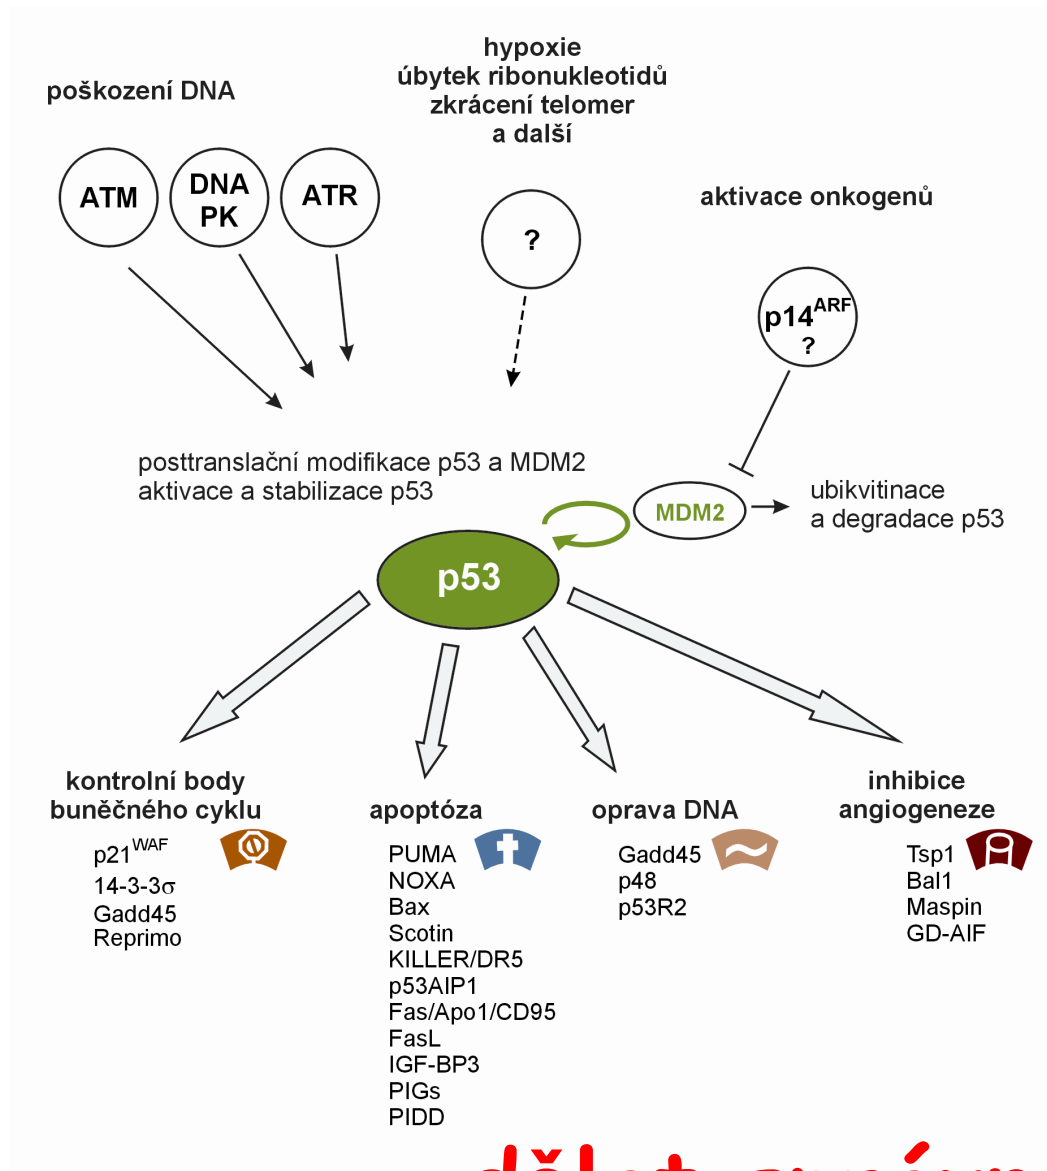 poškození DNA
hypoxie
úbytek ribonukleotidů
zkrácení telomer
a další
aktivace onkogenů
ATM
DNA
PK
ATR
?
p14ARF
?
posttranslační modifikace p53 a MDM2
aktivace a stabilizace p53
MDM2
ubikvitinace
a degradace p53
p53
kontrolní body
buněčného cyklu
p21WAF
14-3-3σ
Gadd45
Reprimo
apoptóza
PUMA
NOXA
Bax
Scotin
KILLER/DR5
p53AIP1
Fas/Apo1/CD95
FasL
IGF-BP3
PIGs
PIDD
oprava DNA
Gadd45
p48
p53R2
inhibice
angiogeneze
Tsp1
Bal1
Maspin
GD-AIF